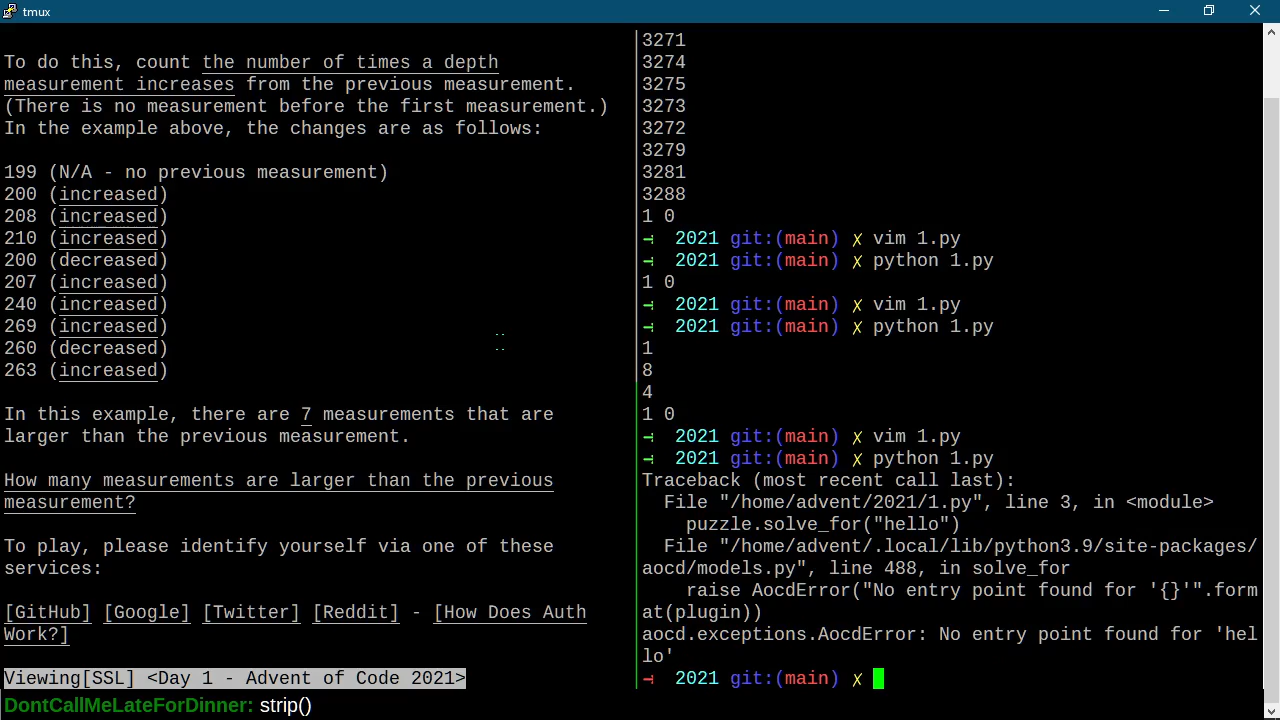 tmux
To do this, count the number of times a depth
measurement increases from the previous measurement.
(There is no measurement before the first measurement.)
In the example above, the changes are as follows:
199 (N/A - no previous measurement)
200 (increased)
208 (increased)
210 (increased)
200 (decreased)
207 (increased)
240 (increased)
269 (increased)
260 (decreased)
263 (increased)
In this example, there are 7 measurements that are
larger than the previous measurement.
How many measurements are larger than the previous
measurement?
To play, please identify yourself via one of these
services:
[GitHub] [Google] [Twitter] [Reddit] - [How Does Auth
Work?]
Viewing[SSL] <Day 1 - Advent of Code 2021>
3271
3274
3275
3273
3272
3279
3281
3288
1 0
→ 2021 git:(main) ✗ vim 1.py
→ 2021 git:(main) ✗ python 1.py
1 0
→ 2021 git:(main) ✗ vim 1.py
→ 2021 git:(main) ✗ python 1.py
1
8
4
1 0
→ 2021 git:(main) ✗ vim 1.py
→ 2021 git:(main) ✗ python 1.py
Traceback (most recent call last):
  File "/home/advent/2021/1.py", line 3, in <module>
    puzzle.solve_for("hello")
  File "/home/advent/.local/lib/python3.9/site-packages/
aocd/models.py", line 488, in solve_for
    raise AocdError("No entry point found for '{}'".form
at(plugin))
aocd.exceptions.AocdError: No entry point found for 'hel
lo'
→ 2021 git:(main) ✗
DontCallMeLateForDinner: strip()